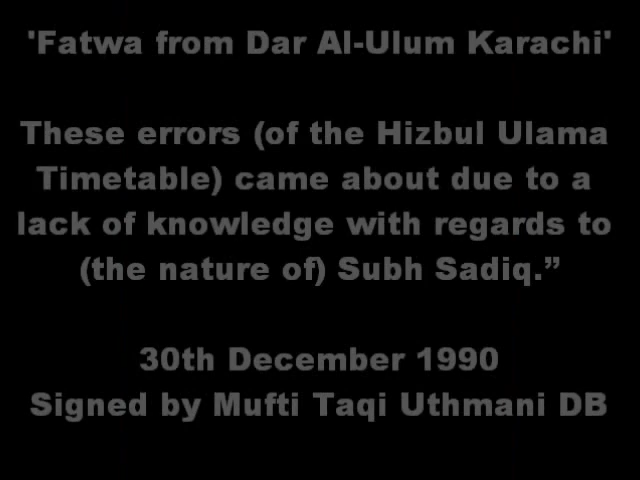 'Fatwa from Dar Al-Ulum Karachi'
These errors (of the Hizbul Ulama
Timetable) came about due to a
lack of knowledge with regards to
(the nature of) Subh Sadiq.”
30th December 1990
Signed by Mufti Taqi Uthmani DB